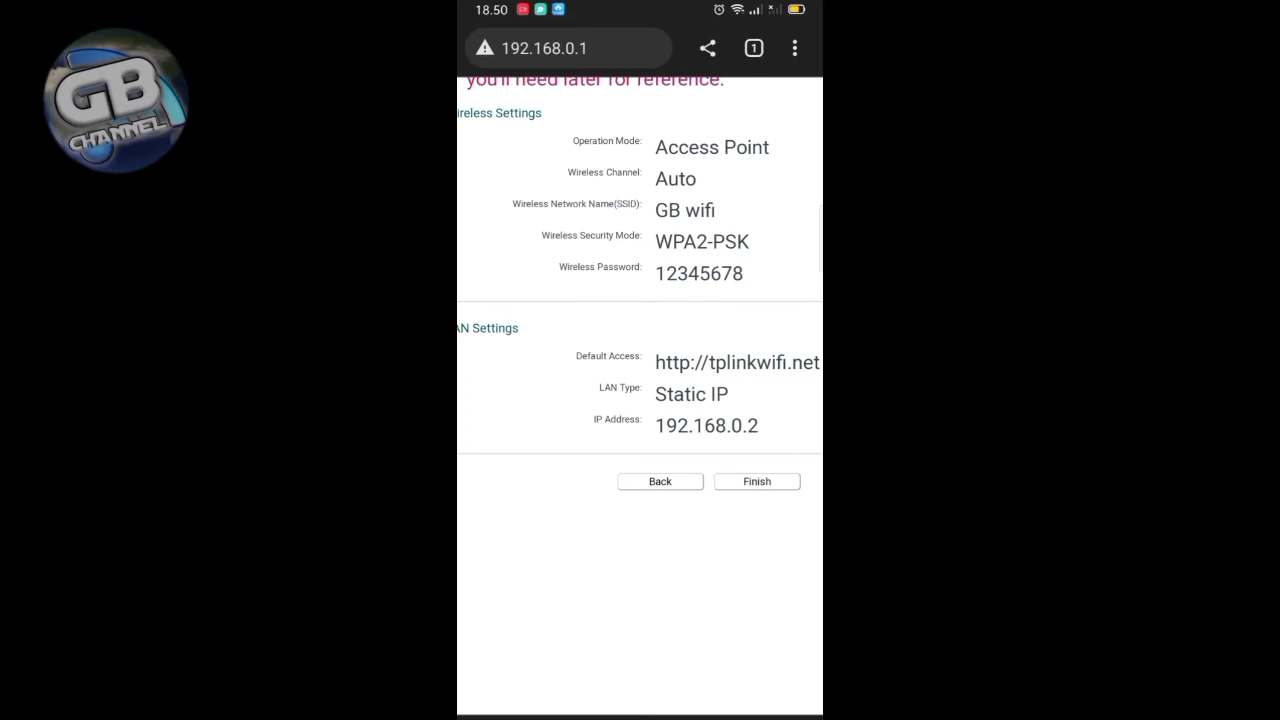 GB
CHANNEL
18.50
192.168.0.1
1
you'll need later for reference.
ireless Settings
Operation Mode: Access Point
Wireless Channel: Auto
Wireless Network Name(SSID): GB wifi
Wireless Security Mode: WPA2-PSK
Wireless Password: 12345678
AN Settings
Default Access: http://tplinkwifi.net
LAN Type: Static IP
IP Address: 192.168.0.2
Back Finish